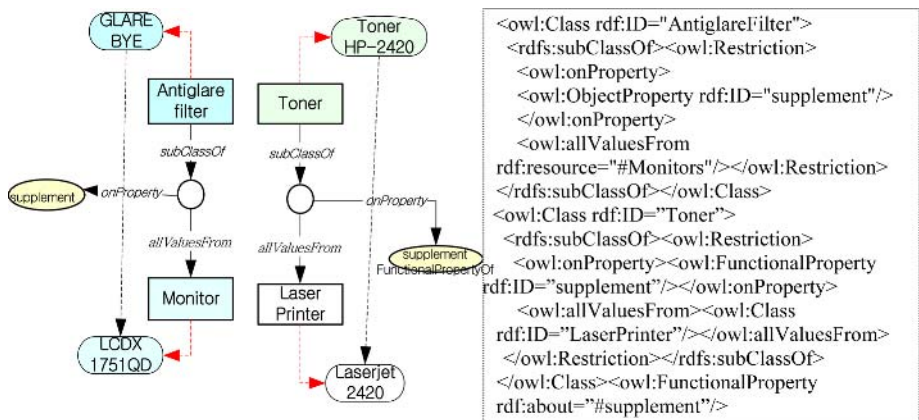 GLARE
BYE
Toner
HP-2420
Antiglare
filter
Toner
subClassOf
subClassOf
supplement
onProperty
onProperty
allValuesFrom
allValuesFrom
supplement
FunctionalPropertyOf
Monitor
Laser
Printer
LCDX
1751QD
Laserjet
2420
<owl:Class rdf:ID="AntiglareFilter">
<rdfs:subClassOf><owl:Restriction>
<owl:onProperty>
<owl:ObjectProperty rdf:ID="supplement"/>
</owl:onProperty>
<owl:allValuesFrom
rdf:resource="#Monitors"/></owl:Restriction>
</rdfs:subClassOf></owl:Class>
<owl:Class rdf:ID=”Toner”>
<rdfs:subClassOf><owl:Restriction>
<owl:onProperty><owl:FunctionalProperty
rdf:ID=”supplement”/></owl:onProperty>
<owl:allValuesFrom><owl:Class
rdf:ID=”LaserPrinter”/></owl:allValuesFrom>
</owl:Restriction></rdfs:subClassOf>
</owl:Class><owl:FunctionalProperty
rdf:about=”#supplement”/>